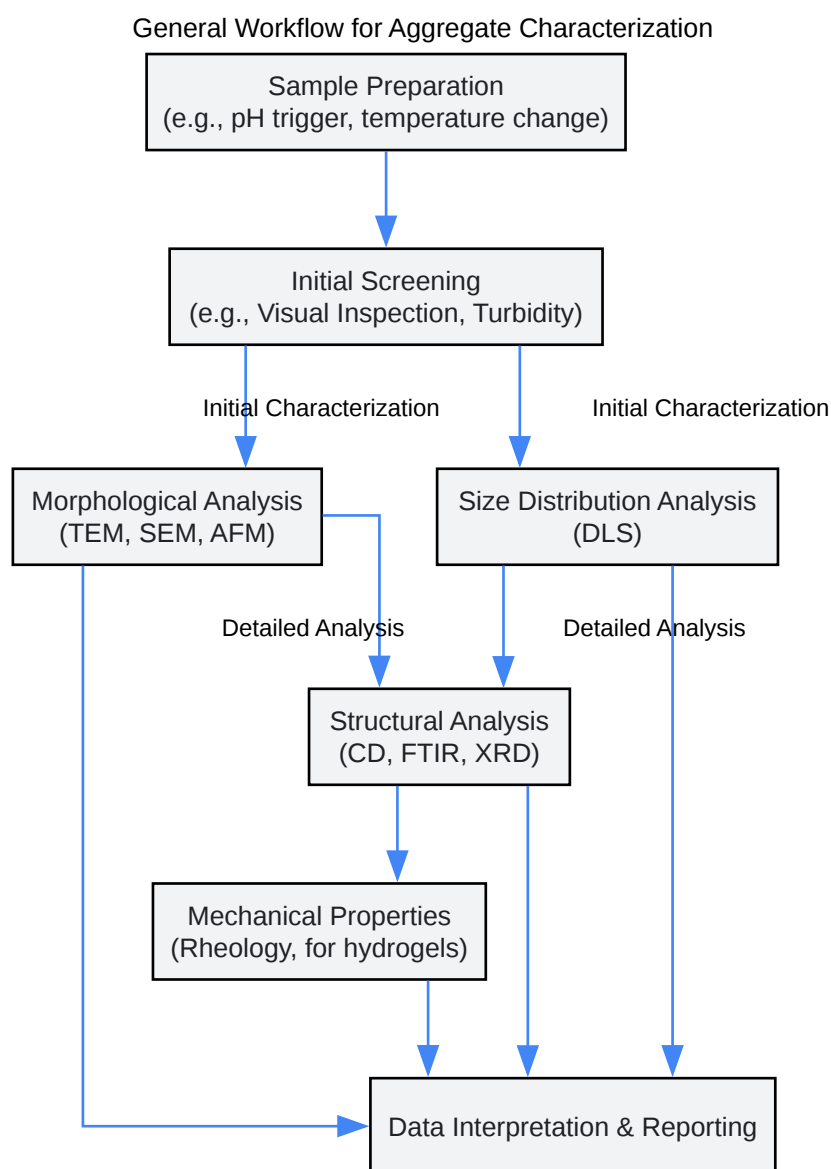 General Workflow for Aggregate Characterization
Sample Preparation
(e.g., pH trigger, temperature change)
Initial Screening
(e.g., Visual Inspection, Turbidity)
Initial Characterization
Initial Characterization
Morphological Analysis
(TEM, SEM, AFM)
Size Distribution Analysis
(DLS)
Detailed Analysis
Detailed Analysis
Structural Analysis
(CD, FTIR, XRD)
Mechanical Properties
(Rheology, for hydrogels)
Data Interpretation & Reporting